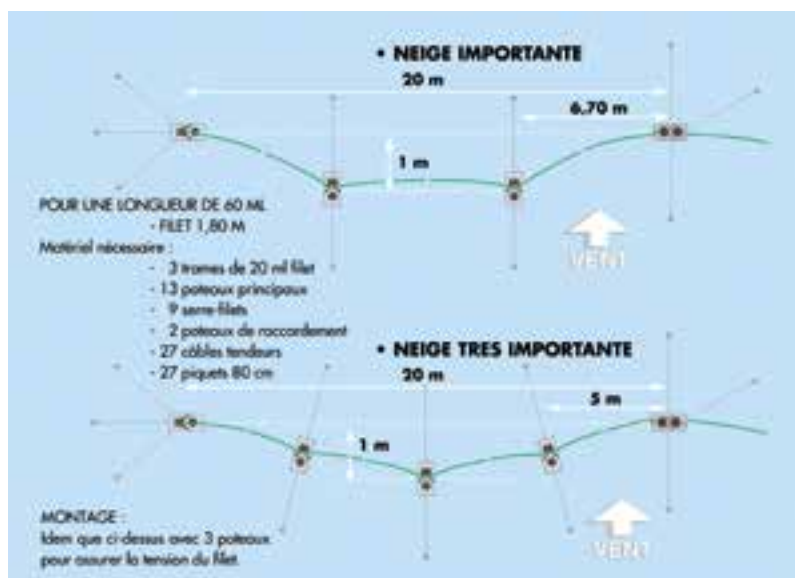 • NEIGE IMPORTANTE
20 m
6.70 m
1 m
POUR UNE LONGUEUR DE 60 ML
- FILET 1,80 M
Matériel nécessaire :
- 3 trames de 20 ml filet
- 13 poteaux principaux
- 9 serre-filets
- 2 poteaux de raccordement
- 27 câbles tendeurs
- 27 piquets 80 cm
VENT
• NEIGE TRES IMPORTANTE
20 m
5 m
1 m
MONTAGE :
Idem que ci-dessus avec 3 poteaux
pour assurer la tension du filet.
VENT